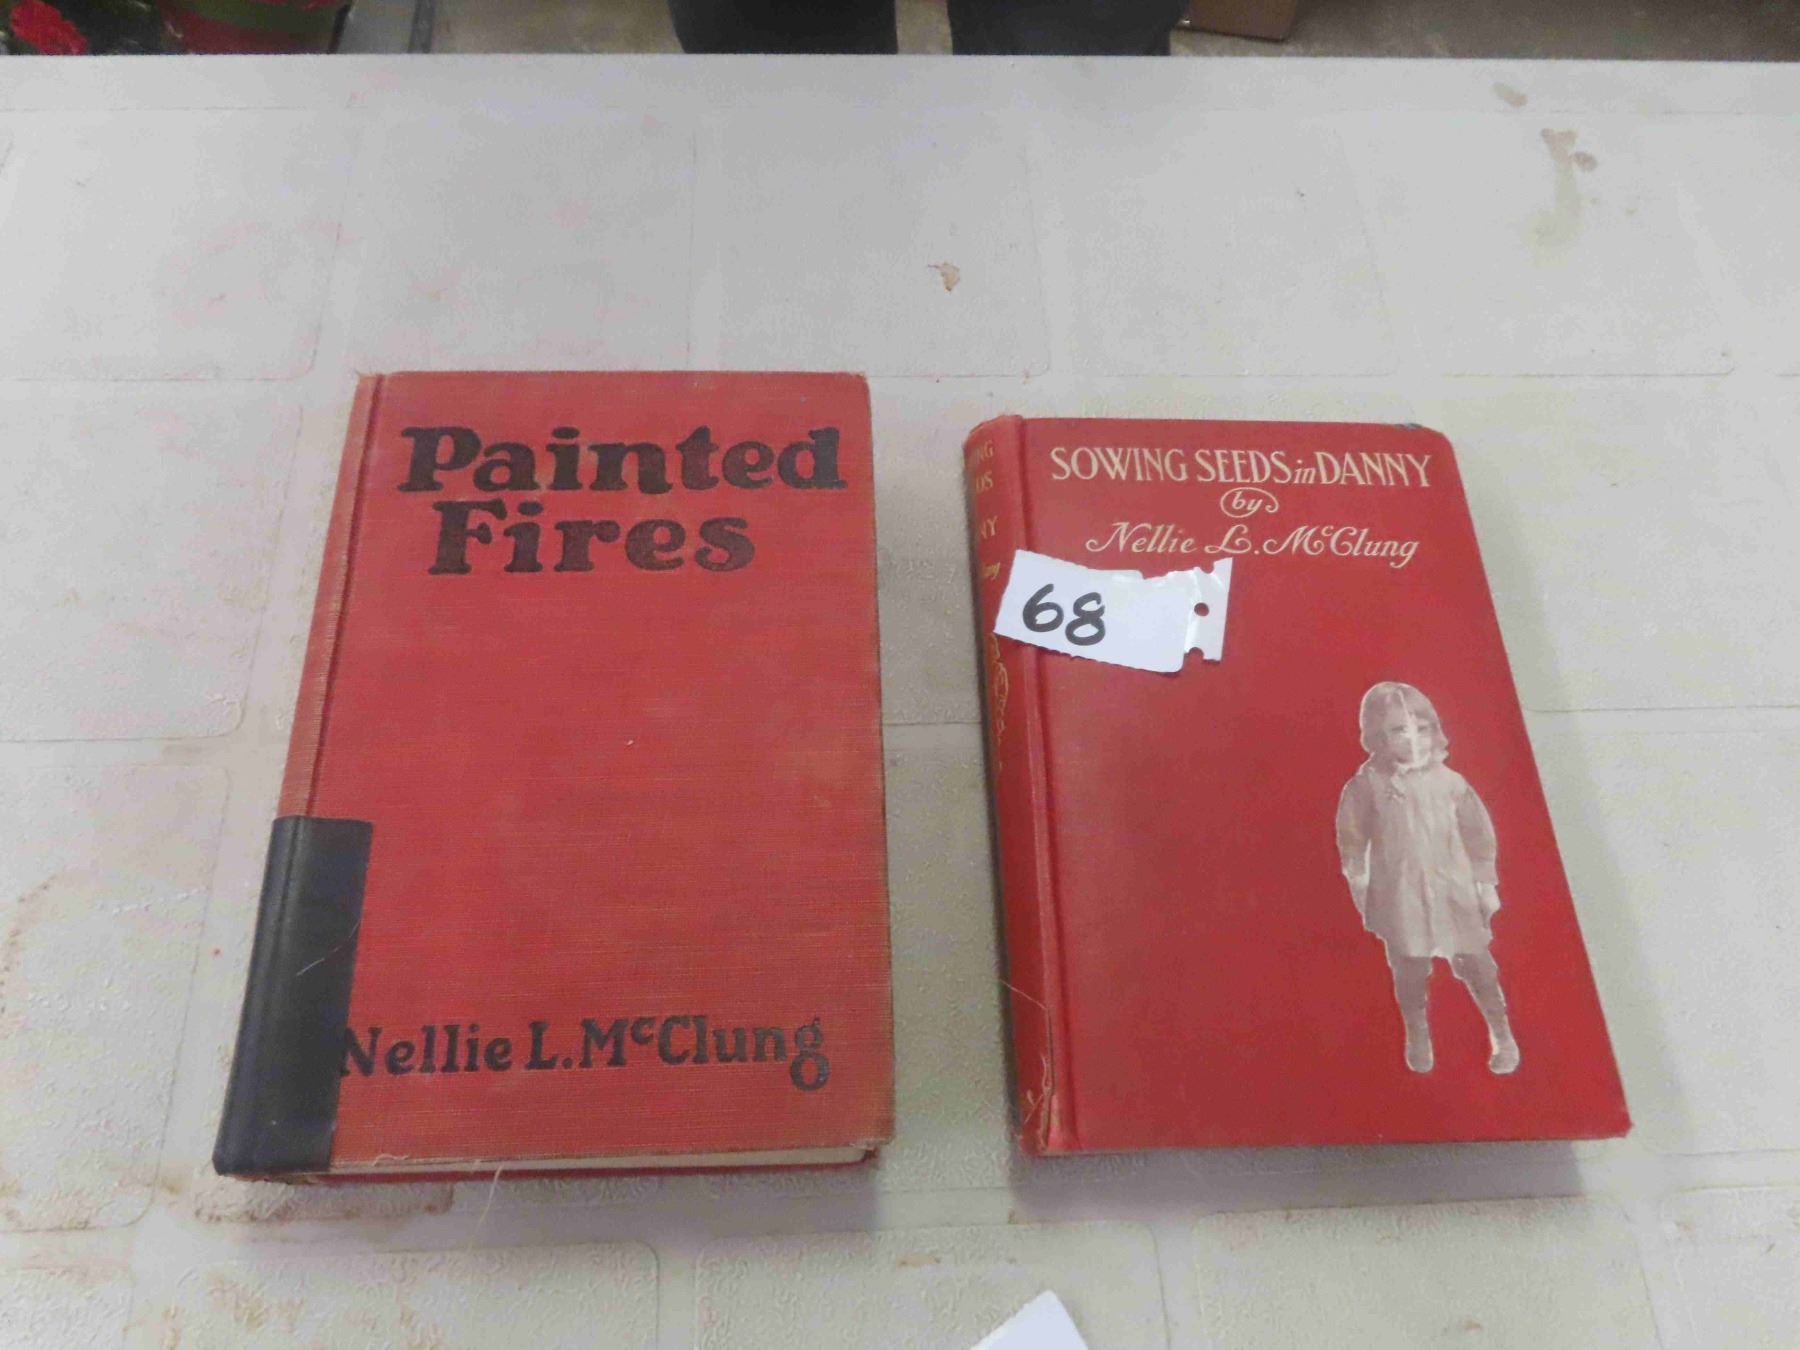 Painted
Fires
Nellie L. McClung
SOWING SEEDS in DANNY
by
Nellie L. McClung
68